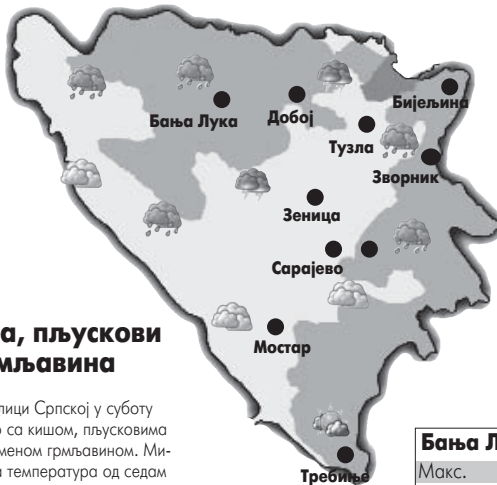 Бања Лука
Добој
Бијељина
Тузла
Зворник
Зеница
Сарајево
Мостар
Требиње
а, пљускови
мљавина
лици Српској у суботу
о са кишом, пљусковима
меном грмљавином. Ми-
а температура од седам
Бања Л
Макс.